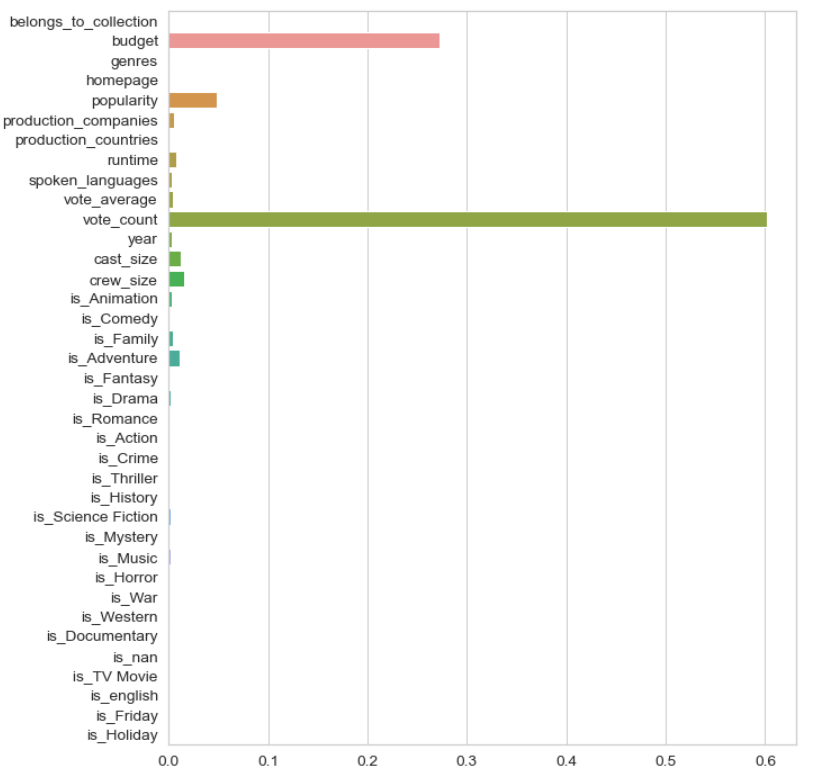 belongs_to_collection
budget
genres
homepage
popularity
production_companies
production_countries
runtime
spoken_languages
vote_average
vote_count
year
cast_size
crew_size
is_Animation
is_Comedy
is_Family
is_Adventure
is_Fantasy
is_Drama
is_Romance
is_Action
is_Crime
is_Thriller
is_History
is_Science Fiction
is_Mystery
is_Music
is_Horror
is_War
is_Western
is_Documentary
is_nan
is_TV Movie
is_english
is_Friday
is_Holiday
0.0 0.1 0.2 0.3 0.4 0.5 0.6